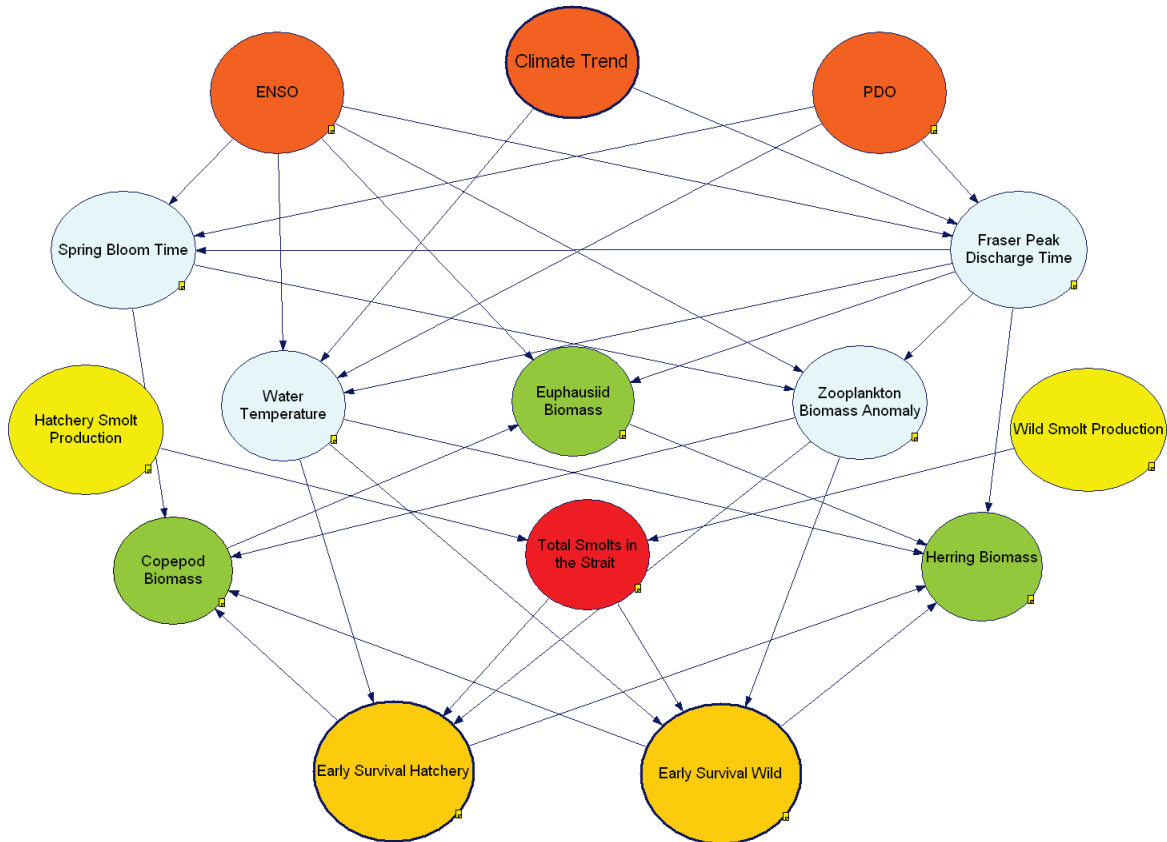 Climate Trend
ENSO
PDO
Spring Bloom Time
Fraser Peak
Discharge Time
Water
Temperature
Euphausiid
Biomass
Zooplankton
Biomass Anomaly
Hatchery Smolt
Production
Wild Smolt Production
Copepod
Biomass
Total Smolts in
the Strait
Herring Biomass
Early Survival Hatchery
Early Survival Wild